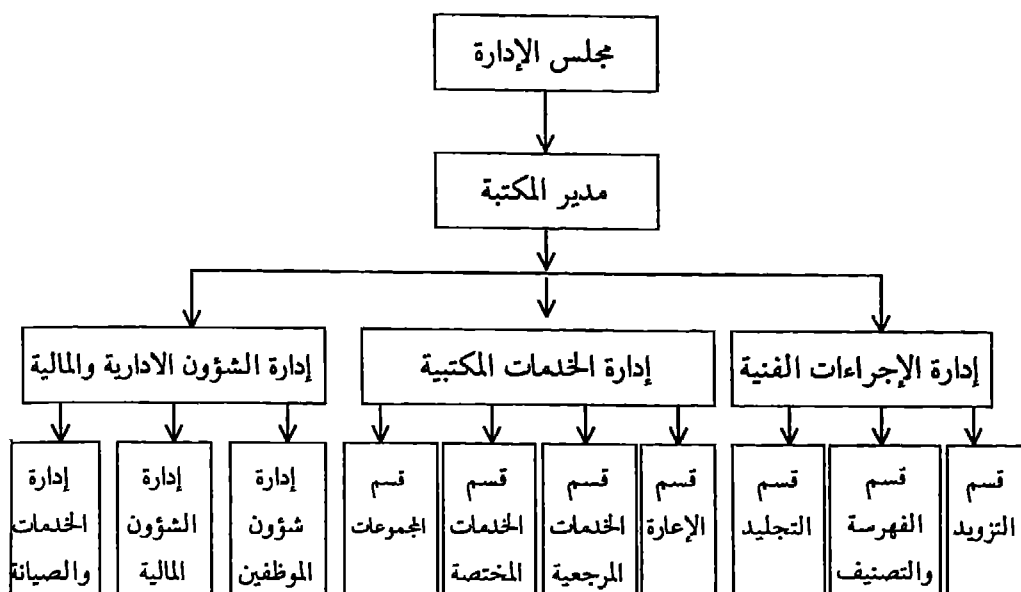 مجلس الإدارة
مدير المكتبة
إدارة الإجراءات الفنية
إدارة الخدمات المكتبية
إدارة الشؤون الادارية والمالية
قسم
التزويد
قسم
الفهرسة
والتصنيف
قسم
التجليد
قسم
الإعارة
قسم
الخدمات
المرجعية
قسم
الخدمات
المختصة
قسم
المجموعات
إدارة
شؤون
الموظفين
إدارة
الشؤون
المالية
إدارة
الخدمات
والصيانة